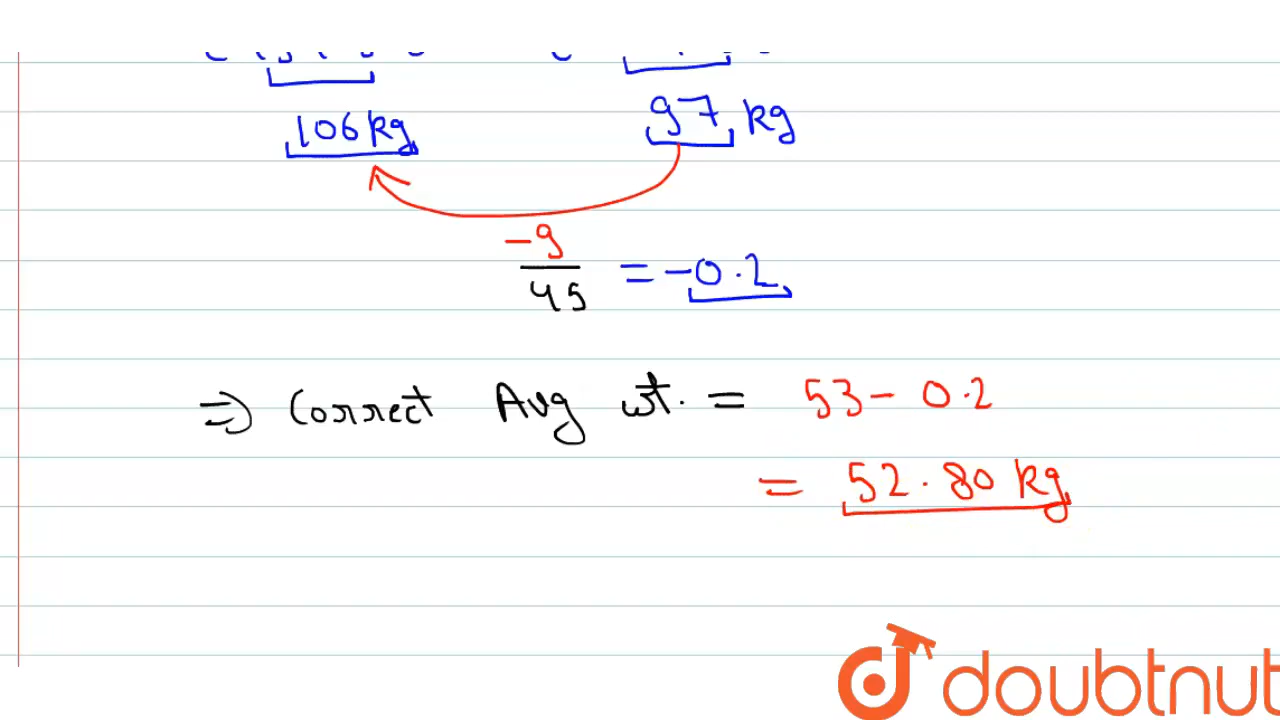 106 kg 97 kg
-9
45 = -0.2
⇒ Correct Avg wt. = 53 - 0.2
= 52.80 kg
doubtnut